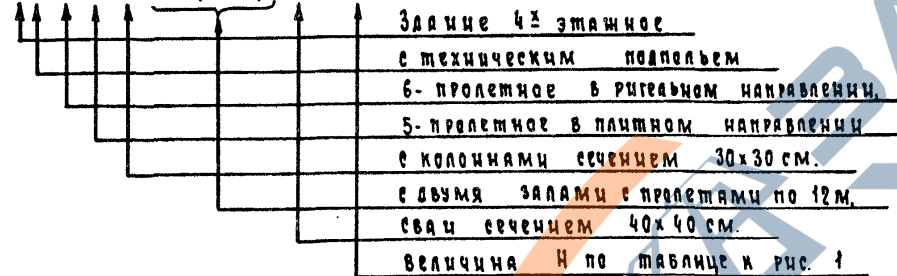 Здание 4х этажное
с техническим подпольем
6- пролетное в ригельном направлении.
5- пролетное в плитном направлении
с колоннами сечением 30х30 см.
с двумя залами с пролетами по 12м.
сваи сечением 40х40 см.
величина Н по таблице к рис. 1